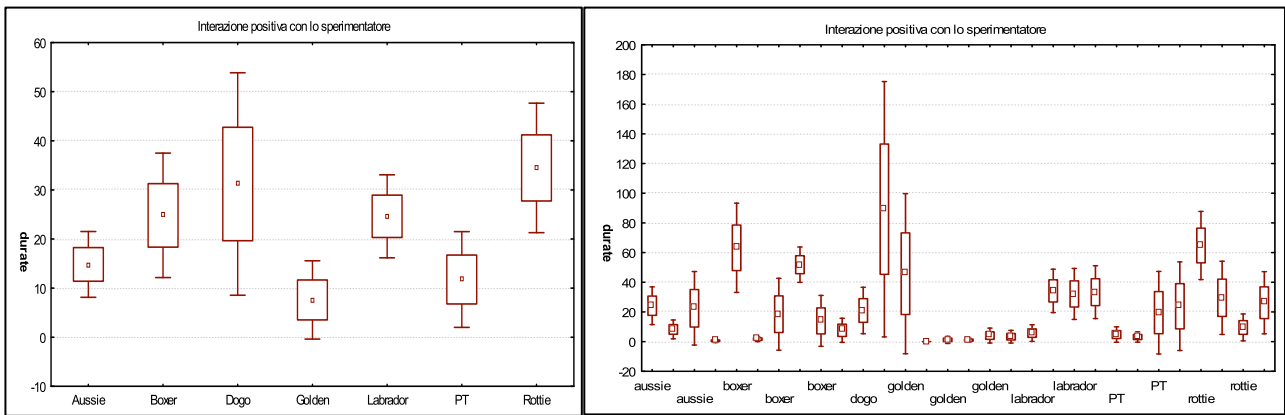 Interazione positiva con lo sperimentatore
60
50
40
30
20
10
0
-10
durate
Aussie Boxer Dogo Golden Labrador PT Rottie
Interazione positiva con lo sperimentatore
200
180
160
140
120
100
80
60
40
20
0
-20
durate
aussie boxer boxer golden golden labrador PT rottie
aussie boxer dogo golden labrador PT rottie